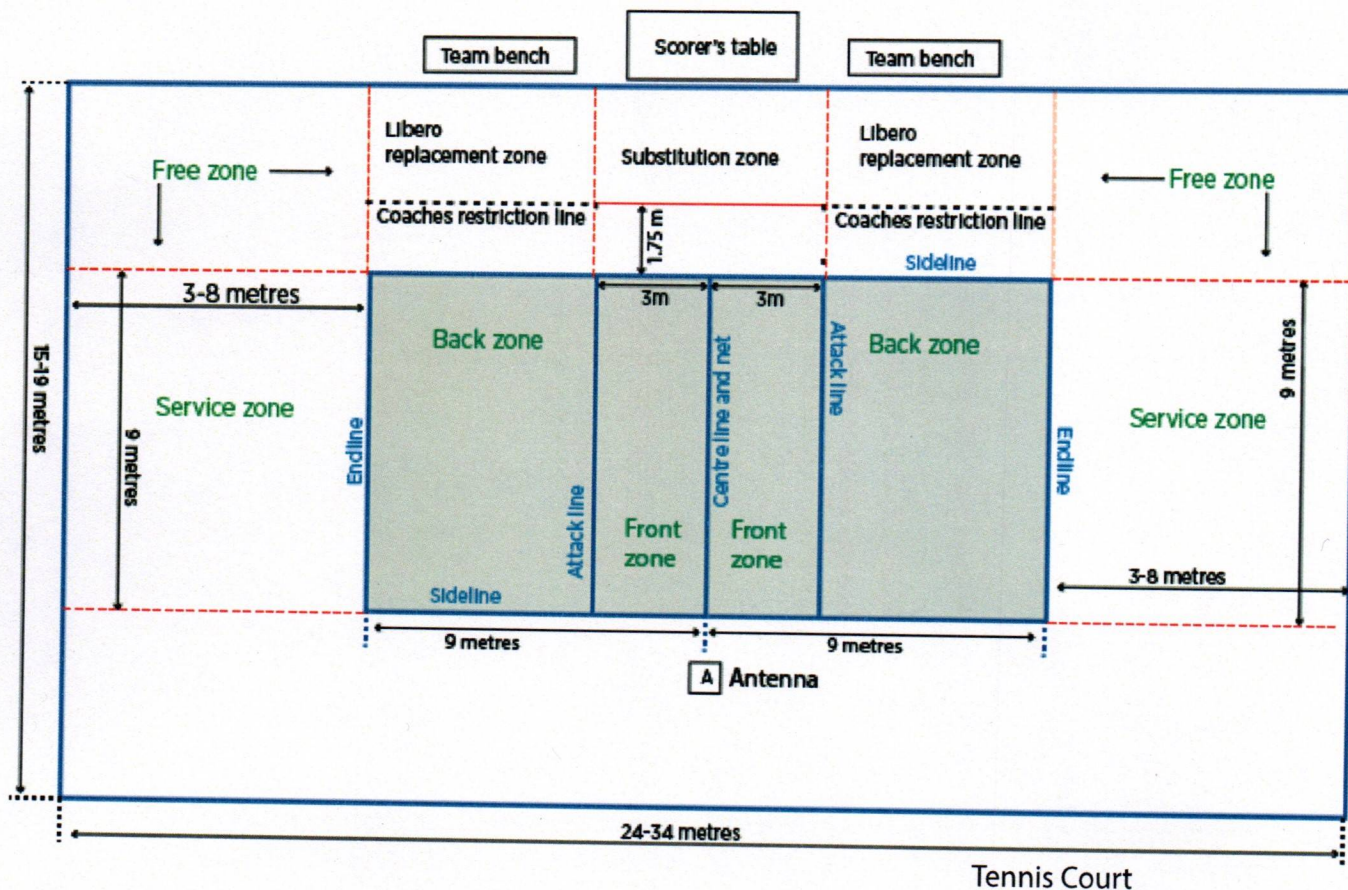 Team bench
Scorer's table
Team bench
Libero
replacement zone
Substitution zone
Libero
replacement zone
Free zone
Free zone
Coaches restriction line
1.75 m
Coaches restriction line
Sideline
3-8 metres
3m
3m
15-19 metres
9 metres
Service zone
Endline
Back zone
Attack line
Front
zone
Centre line and net
Front
zone
Attack line
Back zone
Endline
Service zone
9 metres
3-8 metres
Sideline
9 metres
9 metres
A Antenna
24-34 metres
Tennis Court